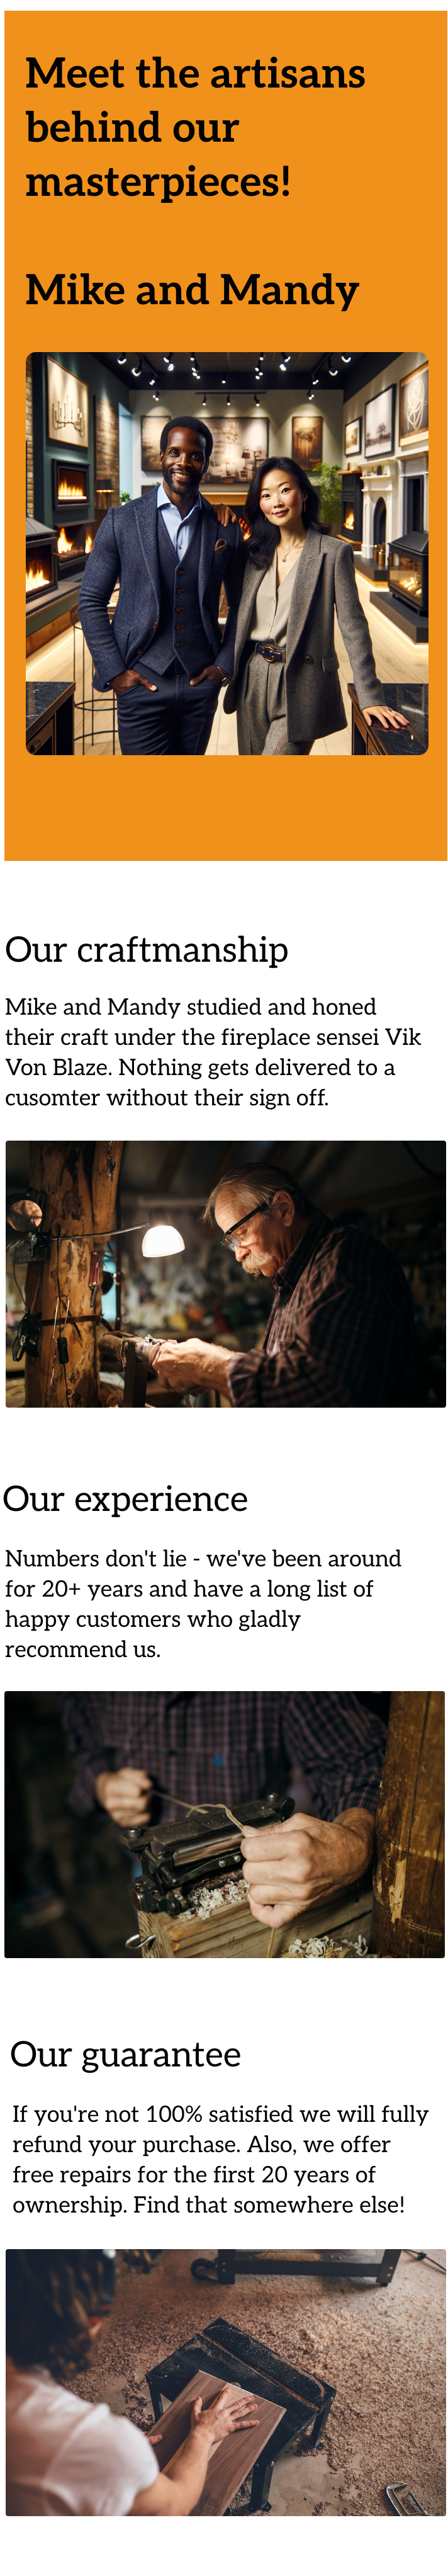 Meet the artisans
behind our
masterpieces!
Mike and Mandy
Our craftmanship
Mike and Mandy studied and honed
their craft under the fireplace sensei Vik
Von Blaze. Nothing gets delivered to a
cusomter without their sign off.
Our experience
Numbers don't lie - we've been around
for 20+ years and have a long list of
happy customers who gladly
recommend us.
Our guarantee
If you're not 100% satisfied we will fully
refund your purchase. Also, we offer
free repairs for the first 20 years of
ownership. Find that somewhere else!